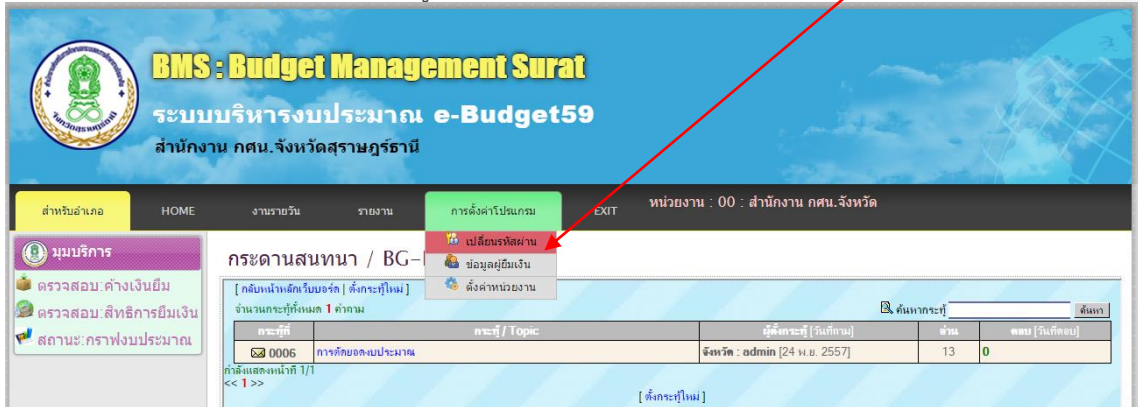 BMS : Budget Management Surat
ระบบบริหารงบประมาณ e-Budget59
สำนักงาน กศน.จังหวัดสุราษฎร์ธานี
สำหรับอำเภอ HOME งานรายวัน รายงาน การตั้งค่าโปรแกรม EXIT หน่วยงาน : 00 : สำนักงาน กศน.จังหวัด
เปลี่ยนรหัสผ่าน
ข้อมูลผู้ยืมเงิน
ตั้งค่าหน่วยงาน
มุมบริการ
ตรวจสอบ:ค้างเงินยืม
ตรวจสอบ:สิทธิการยืมเงิน
สถานะ:กราฟงบประมาณ
กระดานสนทนา / BG-
[ กลับหน้าหลักเว็บบอร์ด | ตั้งกระทู้ใหม่ ]
จำนวนกระทู้ทั้งหมด 1 คำถาม ค้นหากระทู้ ค้นหา
กระทู้ที่ กระทู้ / Topic ผู้ตั้งกระทู้ [วันที่ถาม] อ่าน ตอบ [วันที่ตอบ]
0006 การตัดยอดงบประมาณ จังหวัด : admin [24 พ.ย. 2557] 13 0
กำลังแสดงหน้าที่ 1/1
<< 1 >>
[ ตั้งกระทู้ใหม่ ]